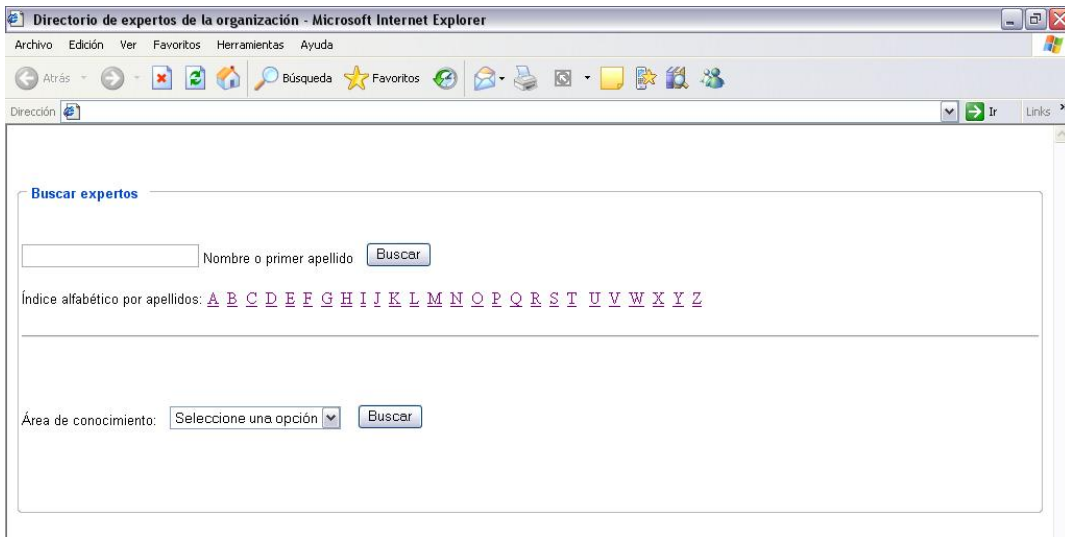 Directorio de expertos de la organización - Microsoft Internet Explorer
Archivo Edición Ver Favoritos Herramientas Ayuda
Atrás Búsqueda Favoritos
Dirección Ir Links
Buscar expertos
Nombre o primer apellido Buscar
Índice alfabético por apellidos: A B C D E F G H I J K L M N O P Q R S T U V W X Y Z
Área de conocimiento: Seleccione una opción Buscar